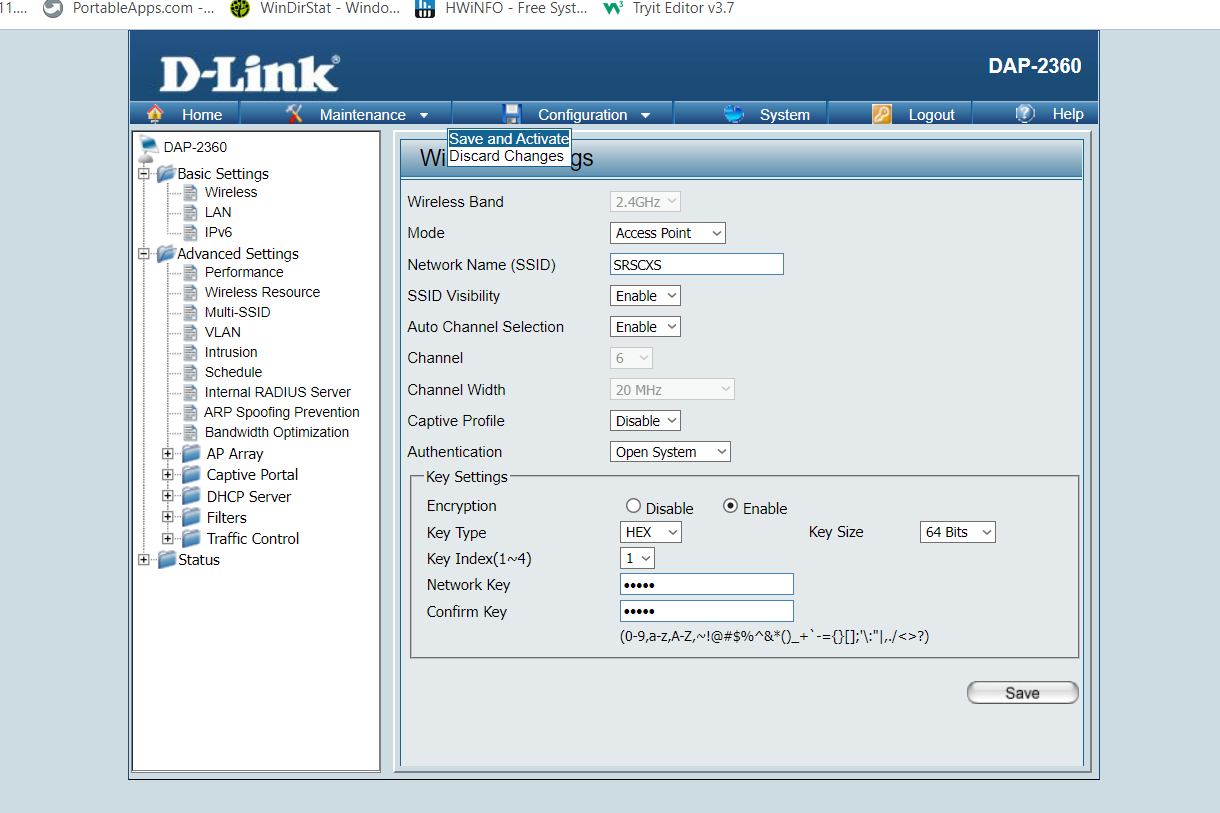 11.... PortableApps.com -... WinDirStat - Windo... HWiNFO - Free Syst... Tryit Editor v3.7
D-Link®
DAP-2360
Home Maintenance Configuration System Logout Help
Save and Activate
Discard Changes
DAP-2360
Basic Settings
Wireless
LAN
IPv6
Advanced Settings
Performance
Wireless Resource
Multi-SSID
VLAN
Intrusion
Schedule
Internal RADIUS Server
ARP Spoofing Prevention
Bandwidth Optimization
AP Array
Captive Portal
DHCP Server
Filters
Traffic Control
Status
Wi gs
Wireless Band 2.4GHz
Mode Access Point
Network Name (SSID) SRSCXS
SSID Visibility Enable
Auto Channel Selection Enable
Channel 6
Channel Width 20 MHz
Captive Profile Disable
Authentication Open System
Key Settings
Encryption Disable Enable
Key Type HEX Key Size 64 Bits
Key Index(1~4) 1
Network Key •••••
Confirm Key •••••
(0-9,a-z,A-Z,~!@#$%^&*()_+`-={}[];'\:"|,./<>?)
Save